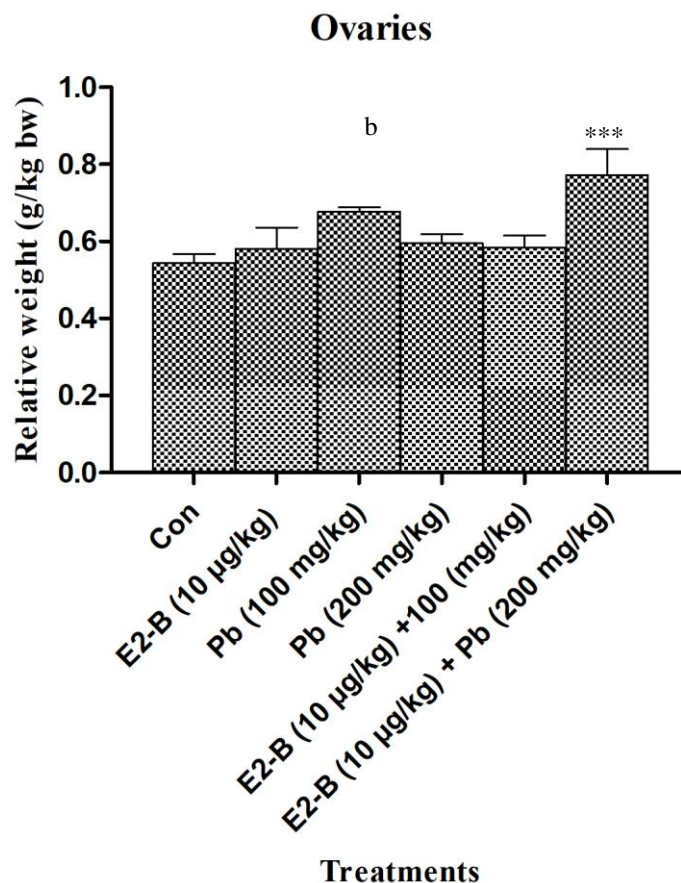 Ovaries
Relative weight (g/kg bw)
1.0
0.8
0.6
0.4
0.2
0.0
b
***
Con
E2-B (10 µg/kg)
Pb (100 mg/kg)
Pb (200 mg/kg)
E2-B (10 µg/kg) +100 (mg/kg)
E2-B (10 µg/kg) + Pb (200 mg/kg)
Treatments